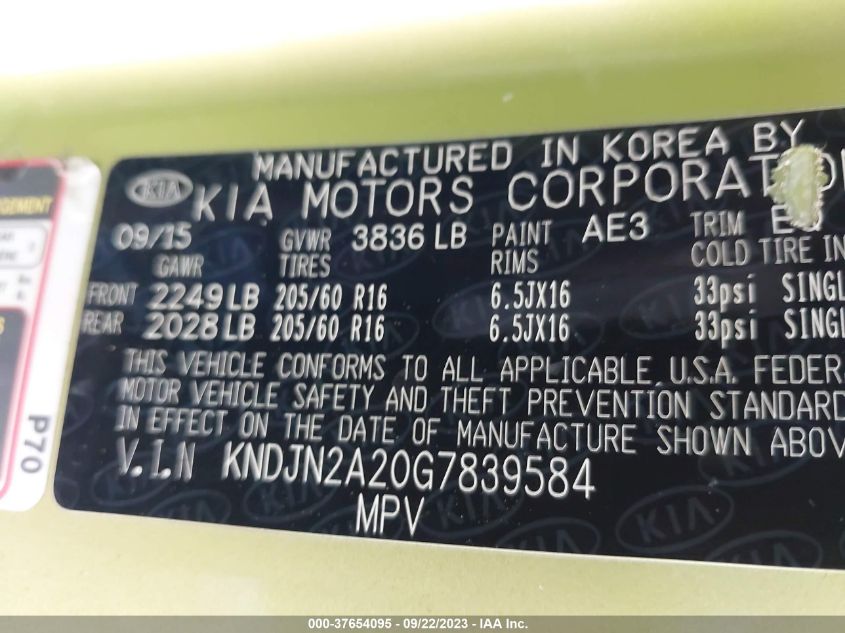 MANUFACTURED IN KOREA BY
KIA KIA MOTORS CORPORAT
09/15 GVWR 3836 LB PAINT AE3 TRIM
GAWR TIRES RIMS COLD TIRE IN
FRONT 2249 LB 205/60 R16 6.5JX16 33psi SINGL
REAR 2028 LB 205/60 R16 6.5JX16 33psi SINGL
THIS VEHICLE CONFORMS TO ALL APPLICABLE U.S.A. FEDER
MOTOR VEHICLE SAFETY AND THEFT PREVENTION STANDARD
IN EFFECT ON THE DATE OF MANUFACTURE SHOWN ABOV
V.I.N KNDJN2A20G7839584
MPV
P70
000-37654095 - 09/22/2023 - IAA Inc.